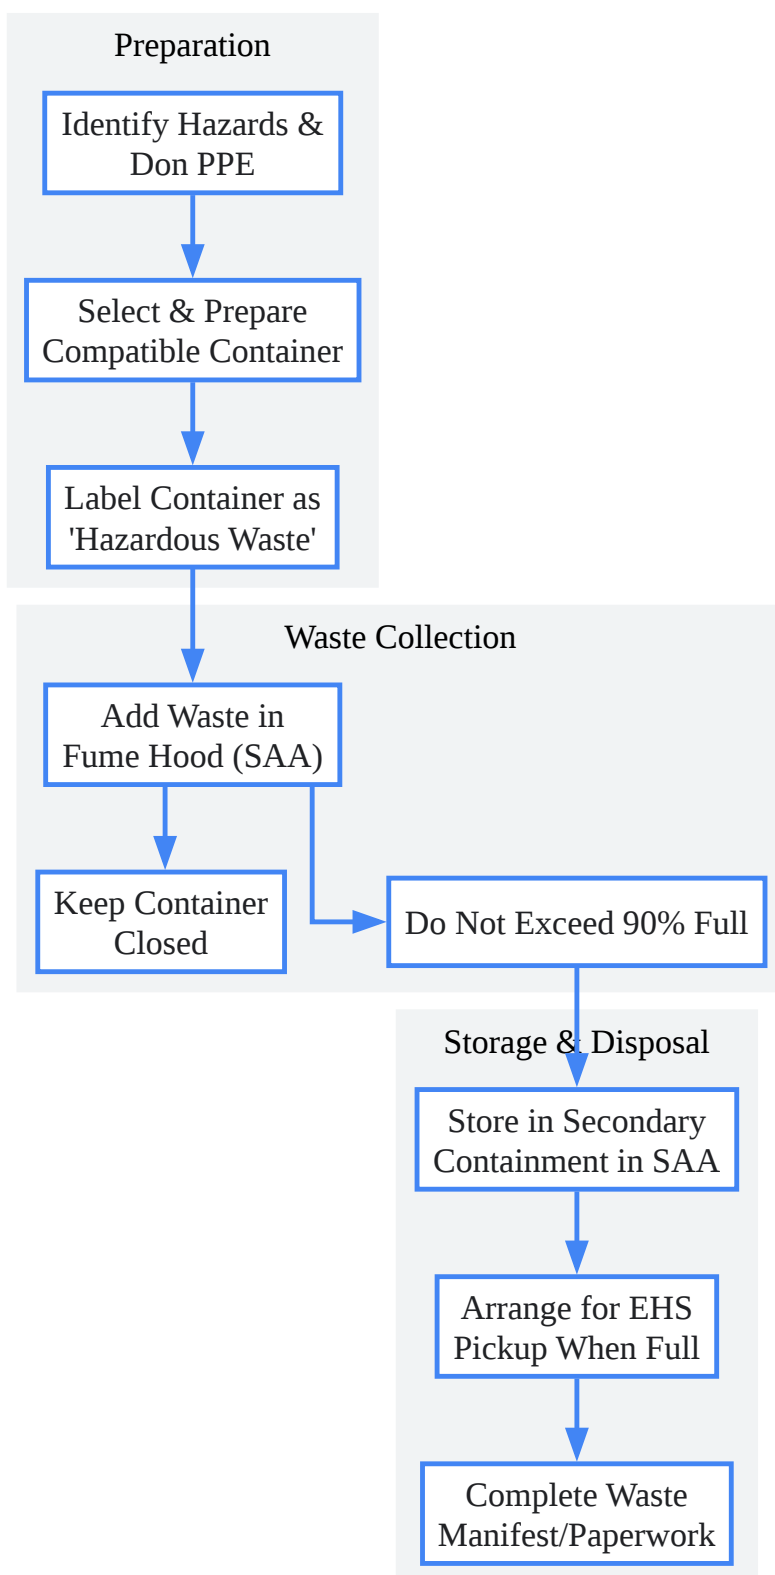 Preparation
Identify Hazards &
Don PPE
Select & Prepare
Compatible Container
Label Container as
'Hazardous Waste'
Waste Collection
Add Waste in
Fume Hood (SAA)
Keep Container
Closed
Do Not Exceed 90% Full
Storage & Disposal
Store in Secondary
Containment in SAA
Arrange for EHS
Pickup When Full
Complete Waste
Manifest/Paperwork